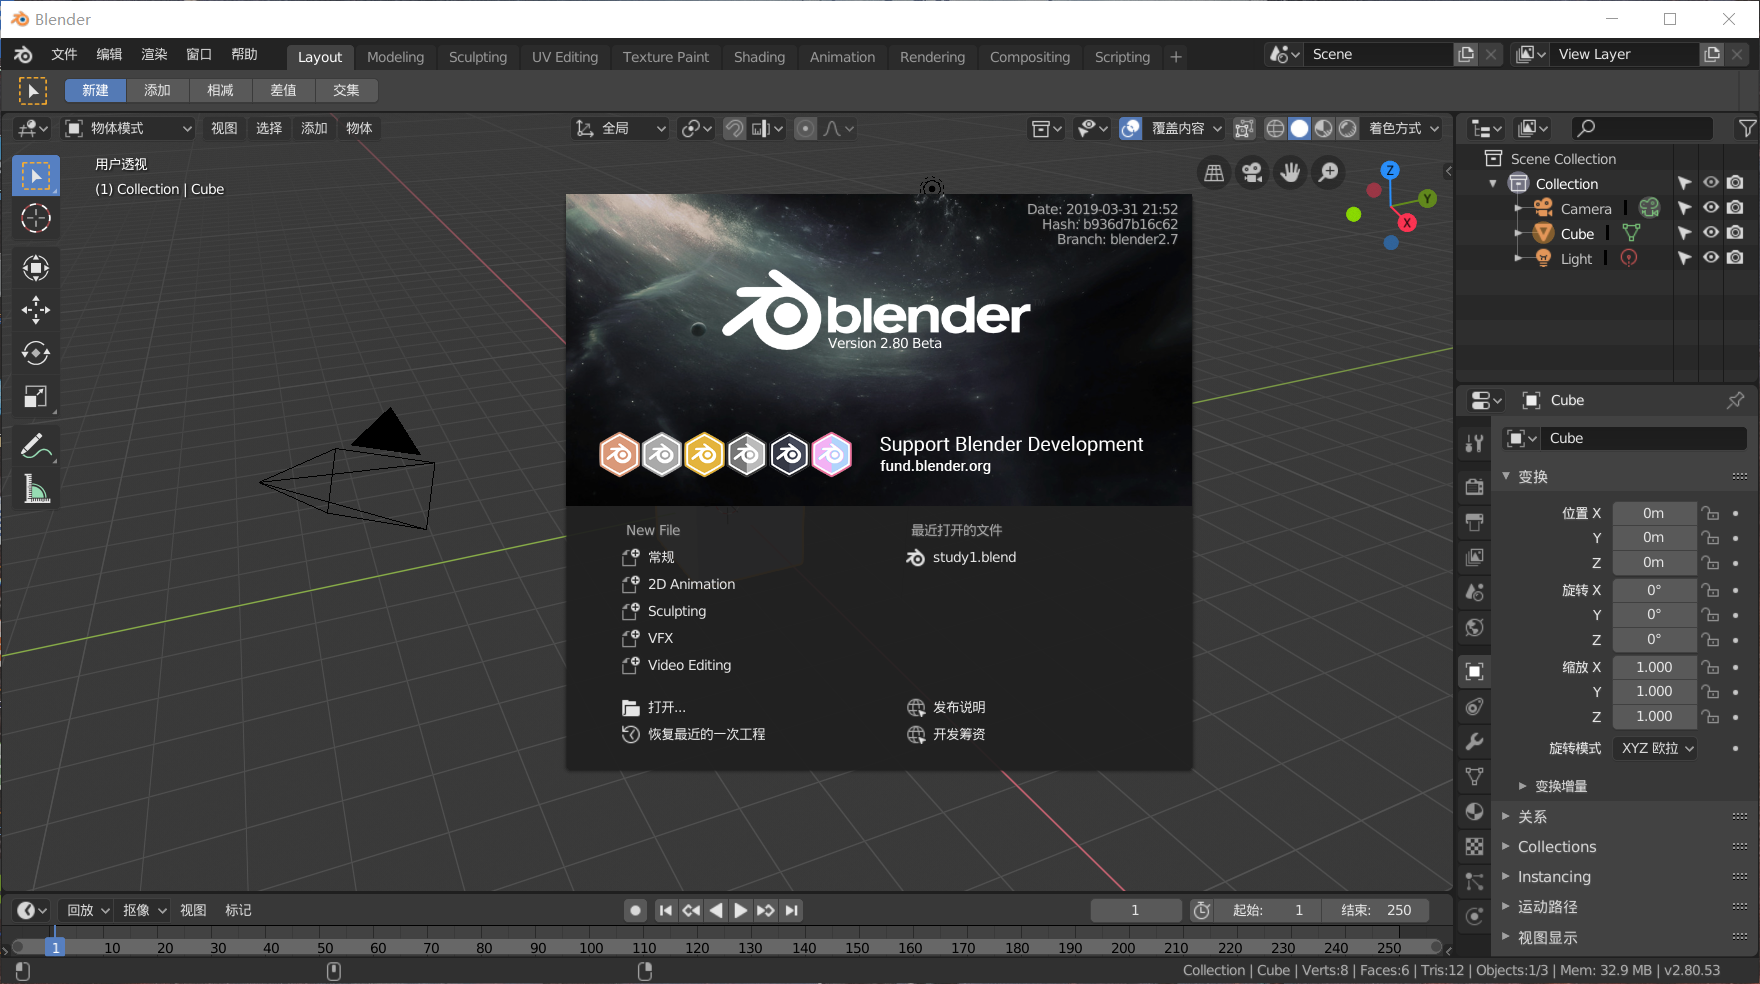 Blender
文件 编辑 渲染 窗口 帮助 Layout Modeling Sculpting UV Editing Texture Paint Shading Animation Rendering Compositing Scripting + Scene View Layer
新建 添加 相减 差值 交集
物体模式 视图 选择 添加 物体 全局 覆盖内容 着色方式
用户透视
(1) Collection | Cube
Z
Y
X
Scene Collection
Collection
Camera
Cube
Light
Date: 2019-03-31 21:52
Hash: b936d7b16c62
Branch: blender2.7
blender
Version 2.80 Beta
Support Blender Development
fund.blender.org
New File
常规
2D Animation
Sculpting
VFX
Video Editing
最近打开的文件
study1.blend
打开...
恢复最近的一次工程
发布说明
开发筹资
Cube
Cube
变换
位置 X 0m
Y 0m
Z 0m
旋转 X 0°
Y 0°
Z 0°
缩放 X 1.000
Y 1.000
Z 1.000
旋转模式 XYZ 欧拉
变换增量
关系
Collections
Instancing
运动路径
视图显示
回放 抠像 视图 标记 1 起始: 1 结束: 250
1 10 20 30 40 50 60 70 80 90 100 110 120 130 140 150 160 170 180 190 200 210 220 230 240 250
Collection | Cube | Verts:8 | Faces:6 | Tris:12 | Objects:1/3 | Mem: 32.9 MB | v2.80.53